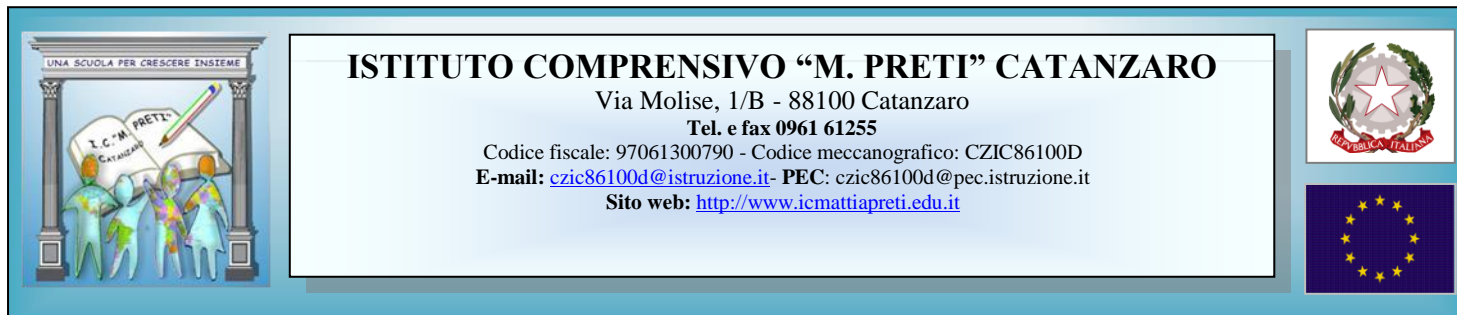 UNA SCUOLA PER CRESCERE INSIEME
I.C. "M. PRETI"
CATANZARO
ISTITUTO COMPRENSIVO “M. PRETI” CATANZARO
Via Molise, 1/B - 88100 Catanzaro
Tel. e fax 0961 61255
Codice fiscale: 97061300790 - Codice meccanografico: CZIC86100D
E-mail: czic86100d@istruzione.it- PEC: czic86100d@pec.istruzione.it
Sito web: http://www.icmattiapreti.edu.it
REPVBBLICA ITALIANA